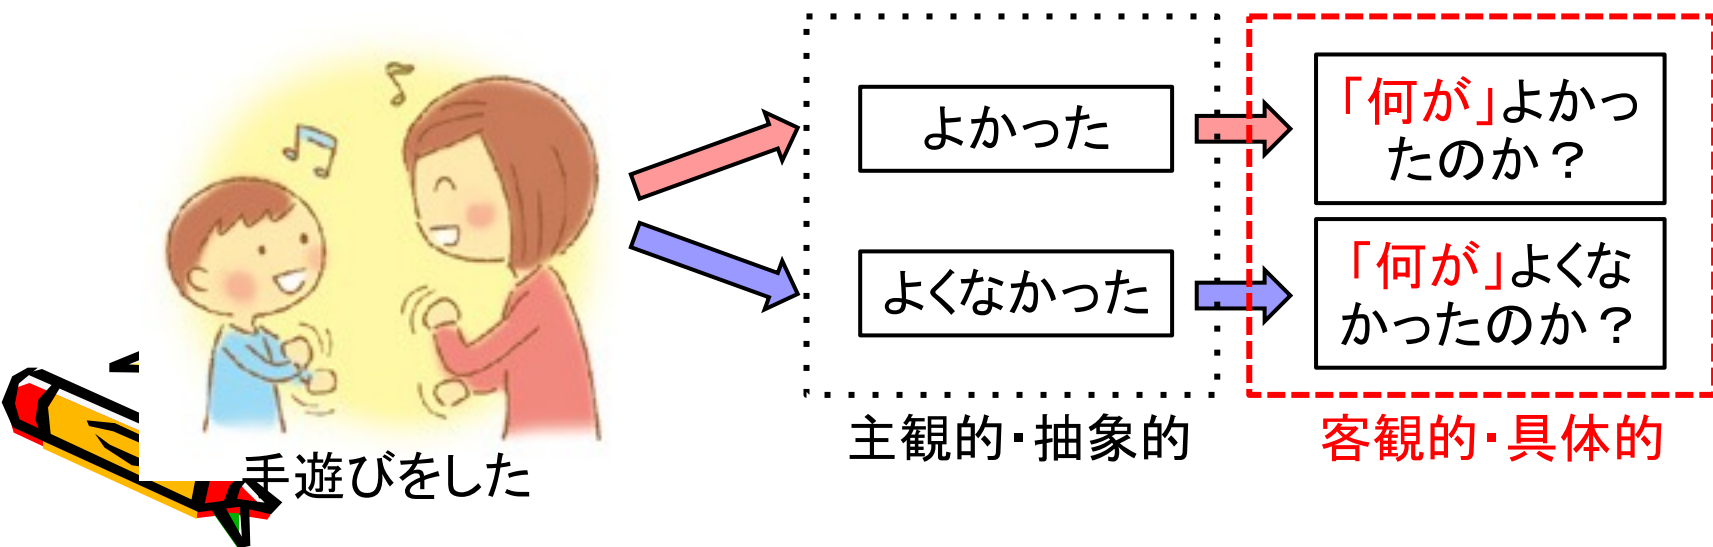 よかった
「何が」よかっ
たのか？
よくなかった
「何が」よくな
かったのか？
主観的・抽象的
客観的・具体的
手遊びをした